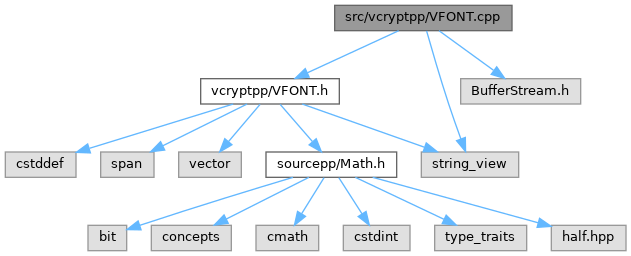 src/vcryptpp/VFONT.cpp
vcryptpp/VFONT.h
BufferStream.h
cstddef
span
vector
sourcepp/Math.h
string_view
bit
concepts
cmath
cstdint
type_traits
half.hpp